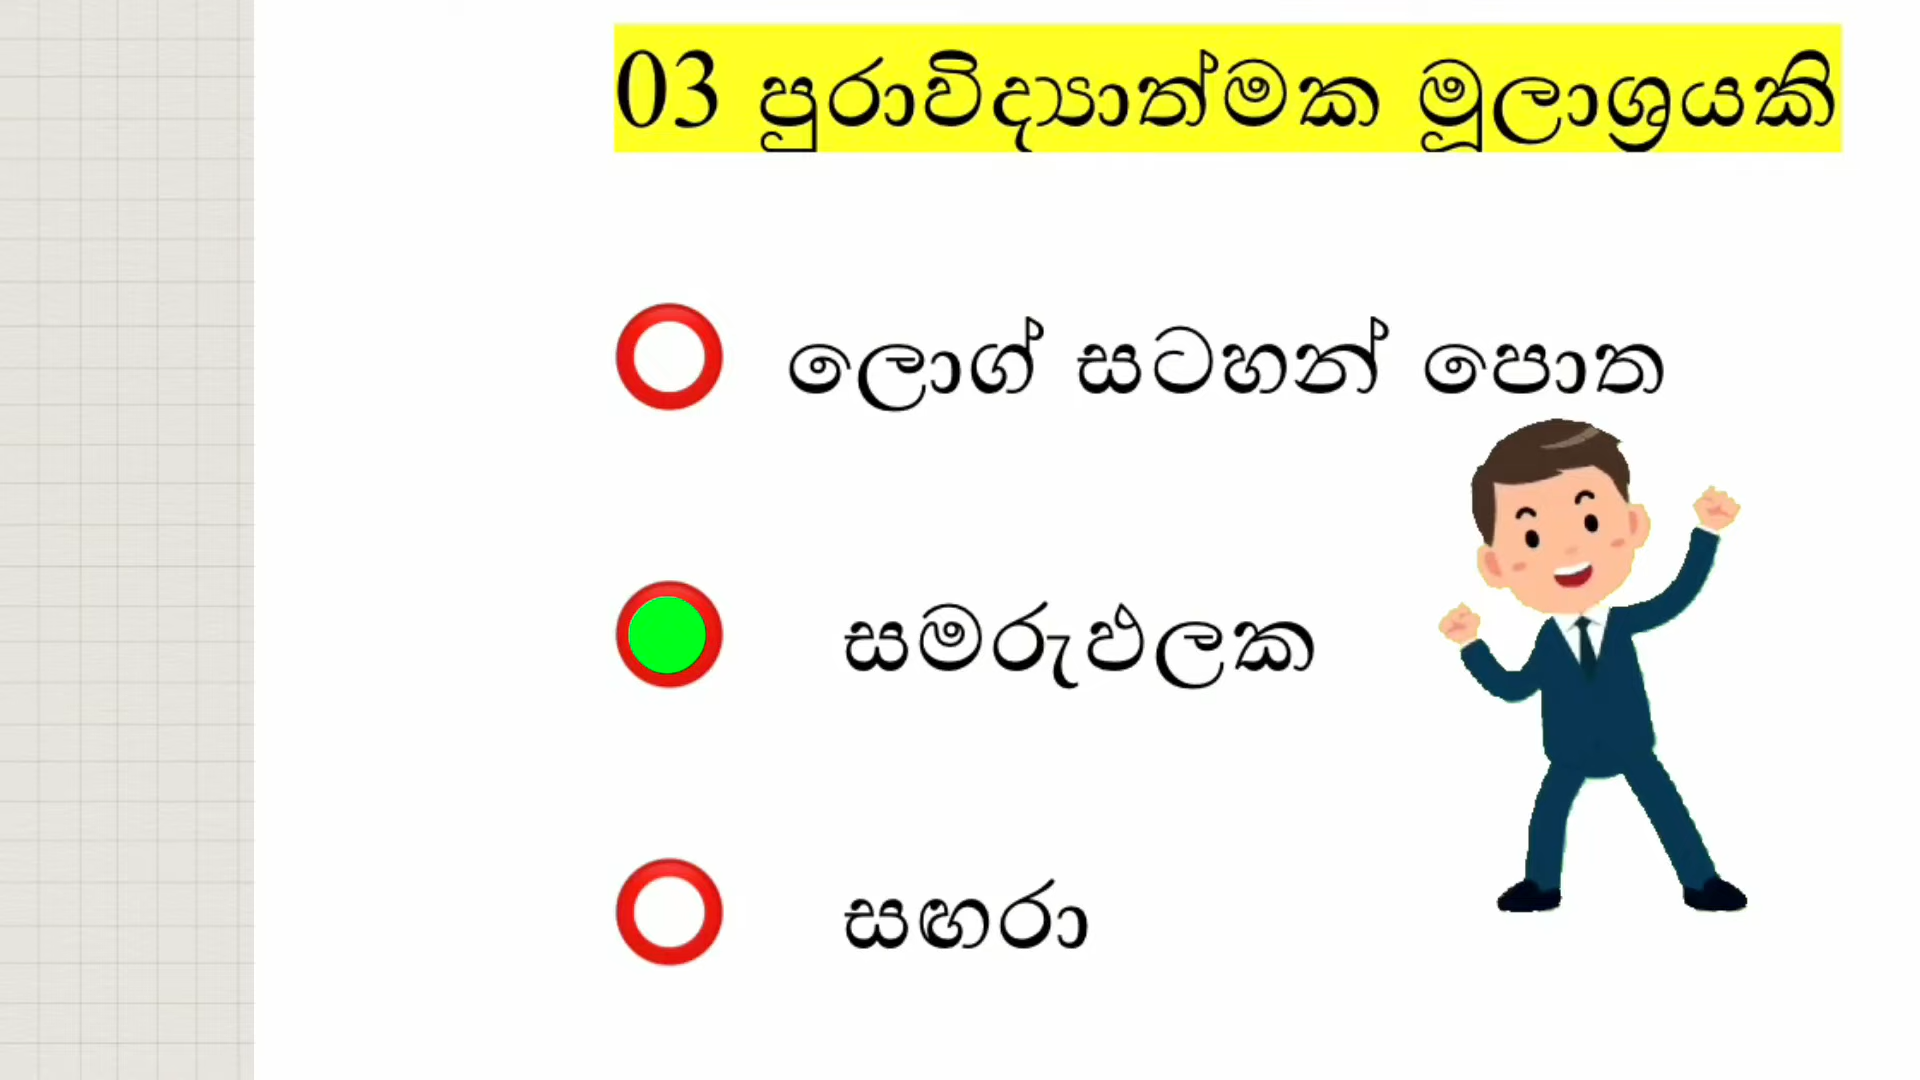 03 පුරාවිද්‍යාත්මක මූලාශ්‍රයකි
ලොග් සටහන් පොත
සමරුඵලක
සඟරා